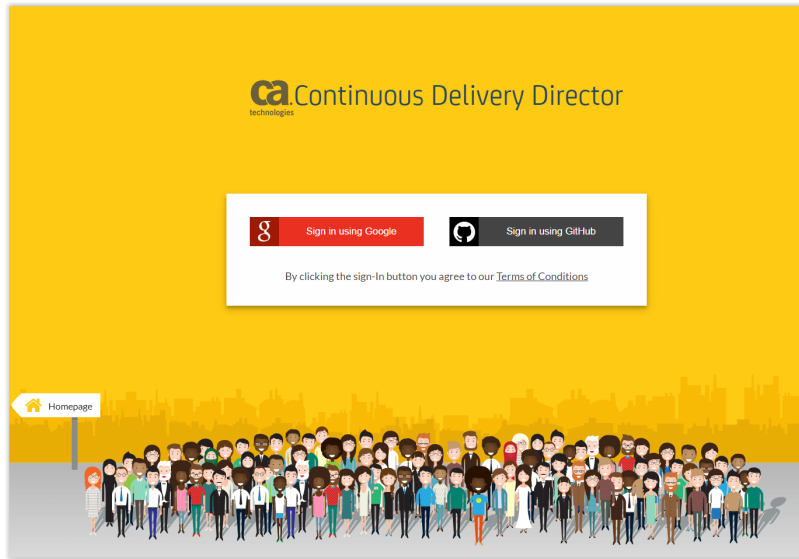 ca.Continuous Delivery Director
technologies
Sign in using Google
Sign in using GitHub
By clicking the sign-In button you agree to our Terms of Conditions
Homepage